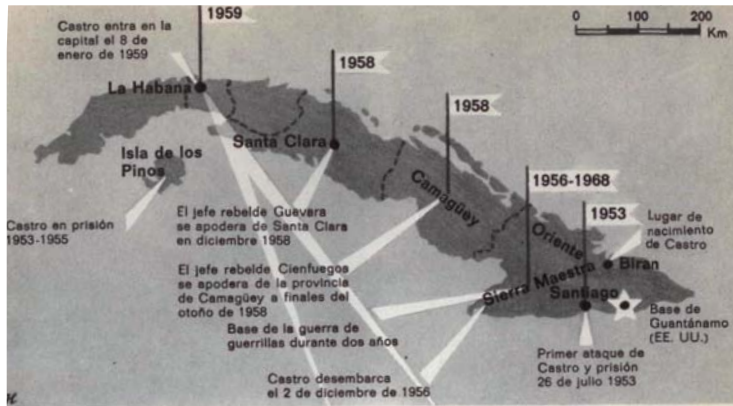 1959
Castro entra en la
capital el 8 de
enero de 1959
0 100 200
Km
1958
La Habana
1958
Santa Clara
Isla de los
Pinos
Camagüey
1956-1968
1953
Castro en prisión
1953-1955
El jefe rebelde Guevara
se apodera de Santa Clara
en diciembre 1958
Oriente
Lugar de
nacimiento
de Castro
El jefe rebelde Cienfuegos
se apodera de la provincia
de Camagüey a finales del
otoño de 1958
Sierra Maestra
Biran
Santiago
Base de
Guantánamo
(EE. UU.)
Base de la guerra de
guerrillas durante dos años
Primer ataque de
Castro y prisión
26 de julio 1953
Castro desembarca
el 2 de diciembre de 1956